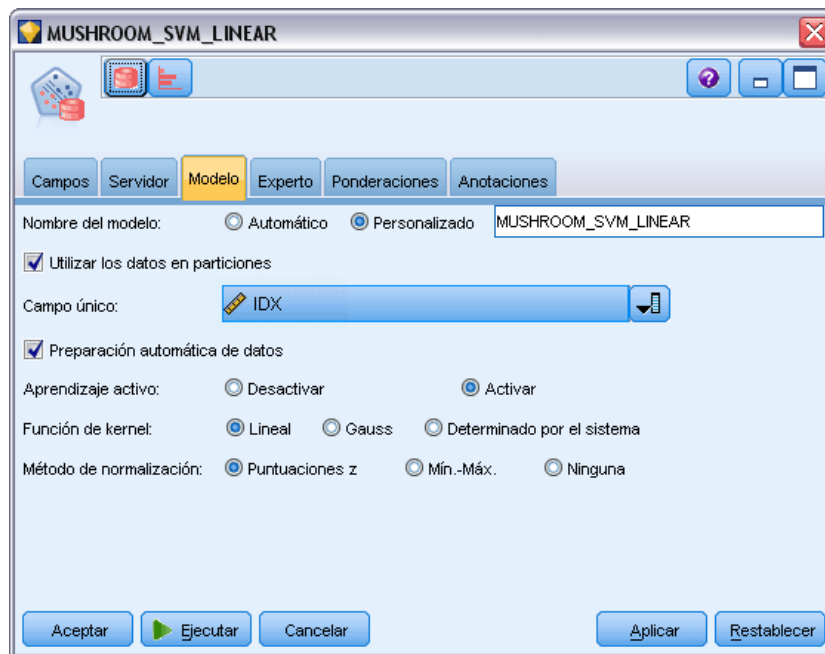 MUSHROOM_SVM_LINEAR
Campos Servidor Modelo Experto Ponderaciones Anotaciones
Nombre del modelo: Automático Personalizado MUSHROOM_SVM_LINEAR
Utilizar los datos en particiones
Campo único: IDX
Preparación automática de datos
Aprendizaje activo: Desactivar Activar
Función de kernel: Lineal Gauss Determinado por el sistema
Método de normalización: Puntuaciones z Mín.-Máx. Ninguna
Aceptar Ejecutar Cancelar Aplicar Restablecer